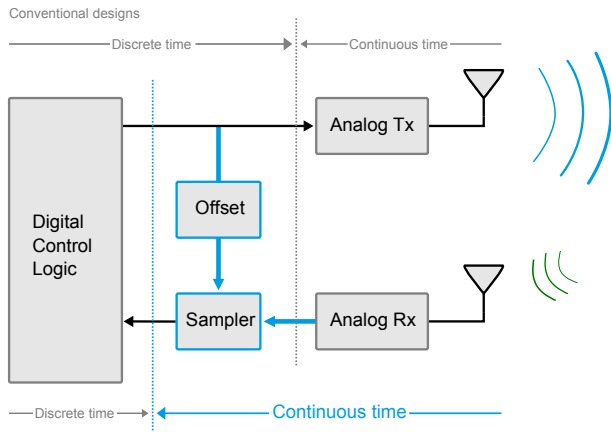 Conventional designs
Discrete time
Continuous time
Analog Tx
Offset
Digital
Control
Logic
Sampler
Analog Rx
Discrete time
Continuous time